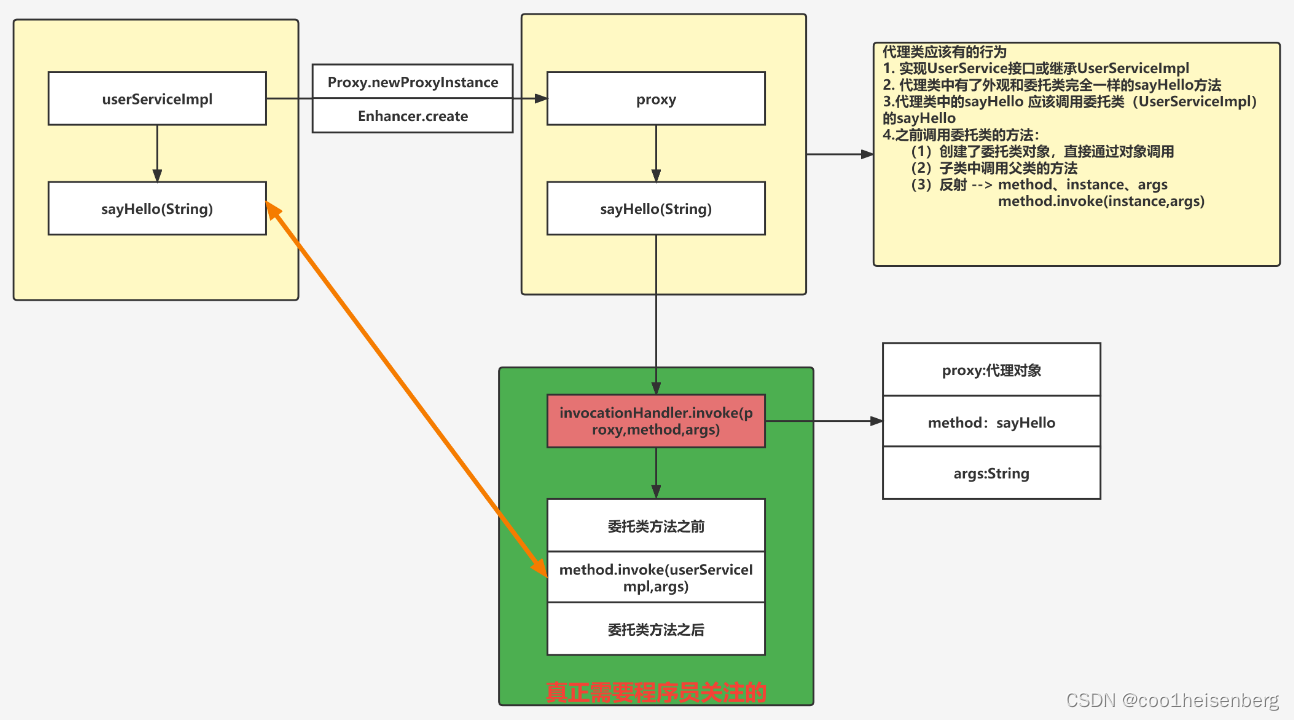 userServiceImpl
sayHello(String)
Proxy.newProxyInstance
Enhancer.create
proxy
sayHello(String)
代理类应该有的行为
1. 实现UserService接口或继承UserServiceImpl
2. 代理类中有了外观和委托类完全一样的sayHello方法
3.代理类中的sayHello 应该调用委托类（UserServiceImpl）
的sayHello
4.之前调用委托类的方法：
（1）创建了委托类对象，直接通过对象调用
（2）子类中调用父类的方法
（3）反射 --> method、instance、args
method.invoke(instance,args)
invocationHandler.invoke(p
roxy,method,args)
proxy:代理对象
method：sayHello
args:String
委托类方法之前
method.invoke(userServiceI
mpl,args)
委托类方法之后
真正需要程序员关注的
CSDN @coo1heisenberg